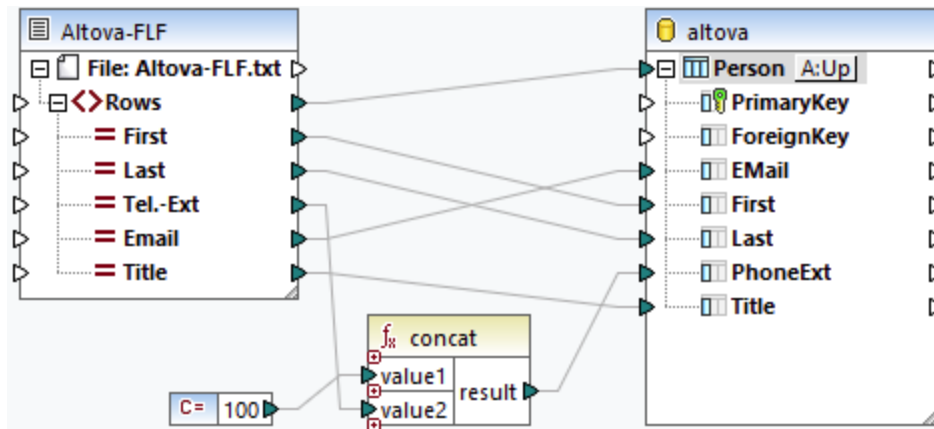 Altova-FLF
File: Altova-FLF.txt
Rows
First
Last
Tel.-Ext
Email
Title
altova
Person A:Up
PrimaryKey
ForeignKey
EMail
First
Last
PhoneExt
Title
fx concat
value1
value2
result
C= 100